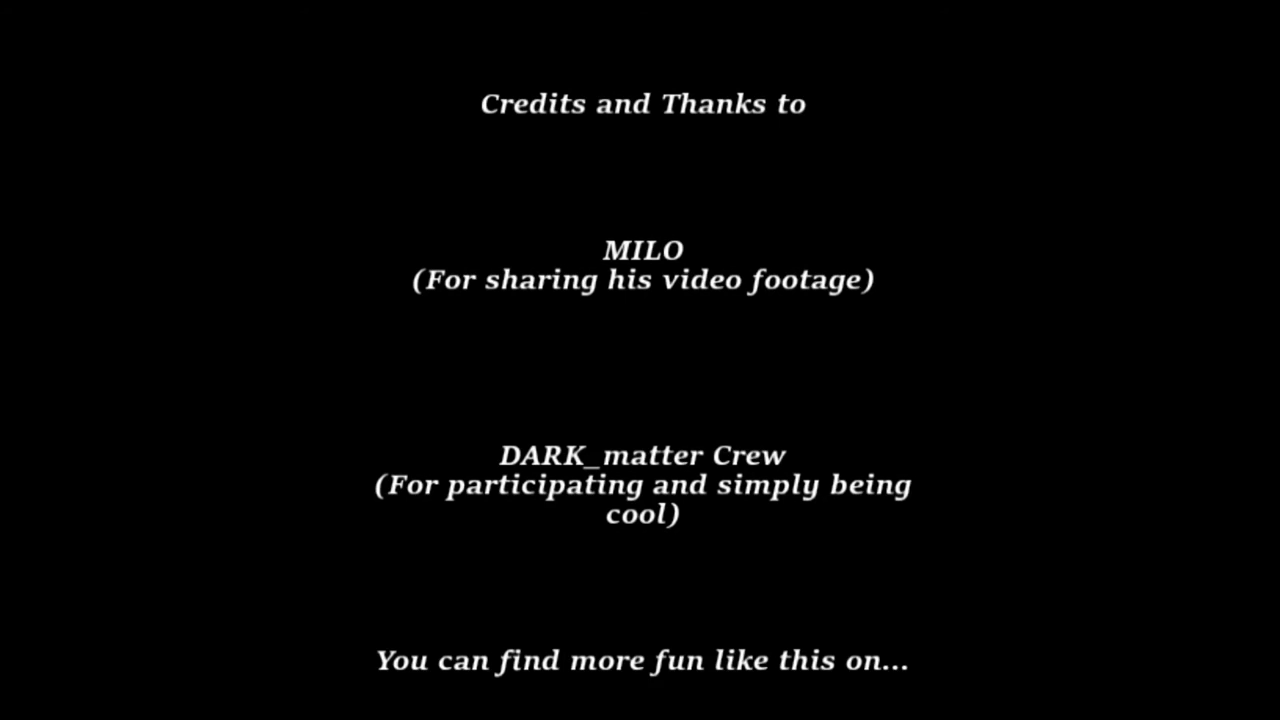 Credits and Thanks to
MILO
(For sharing his video footage)
DARK_matter Crew
(For participating and simply being
cool)
You can find more fun like this on...